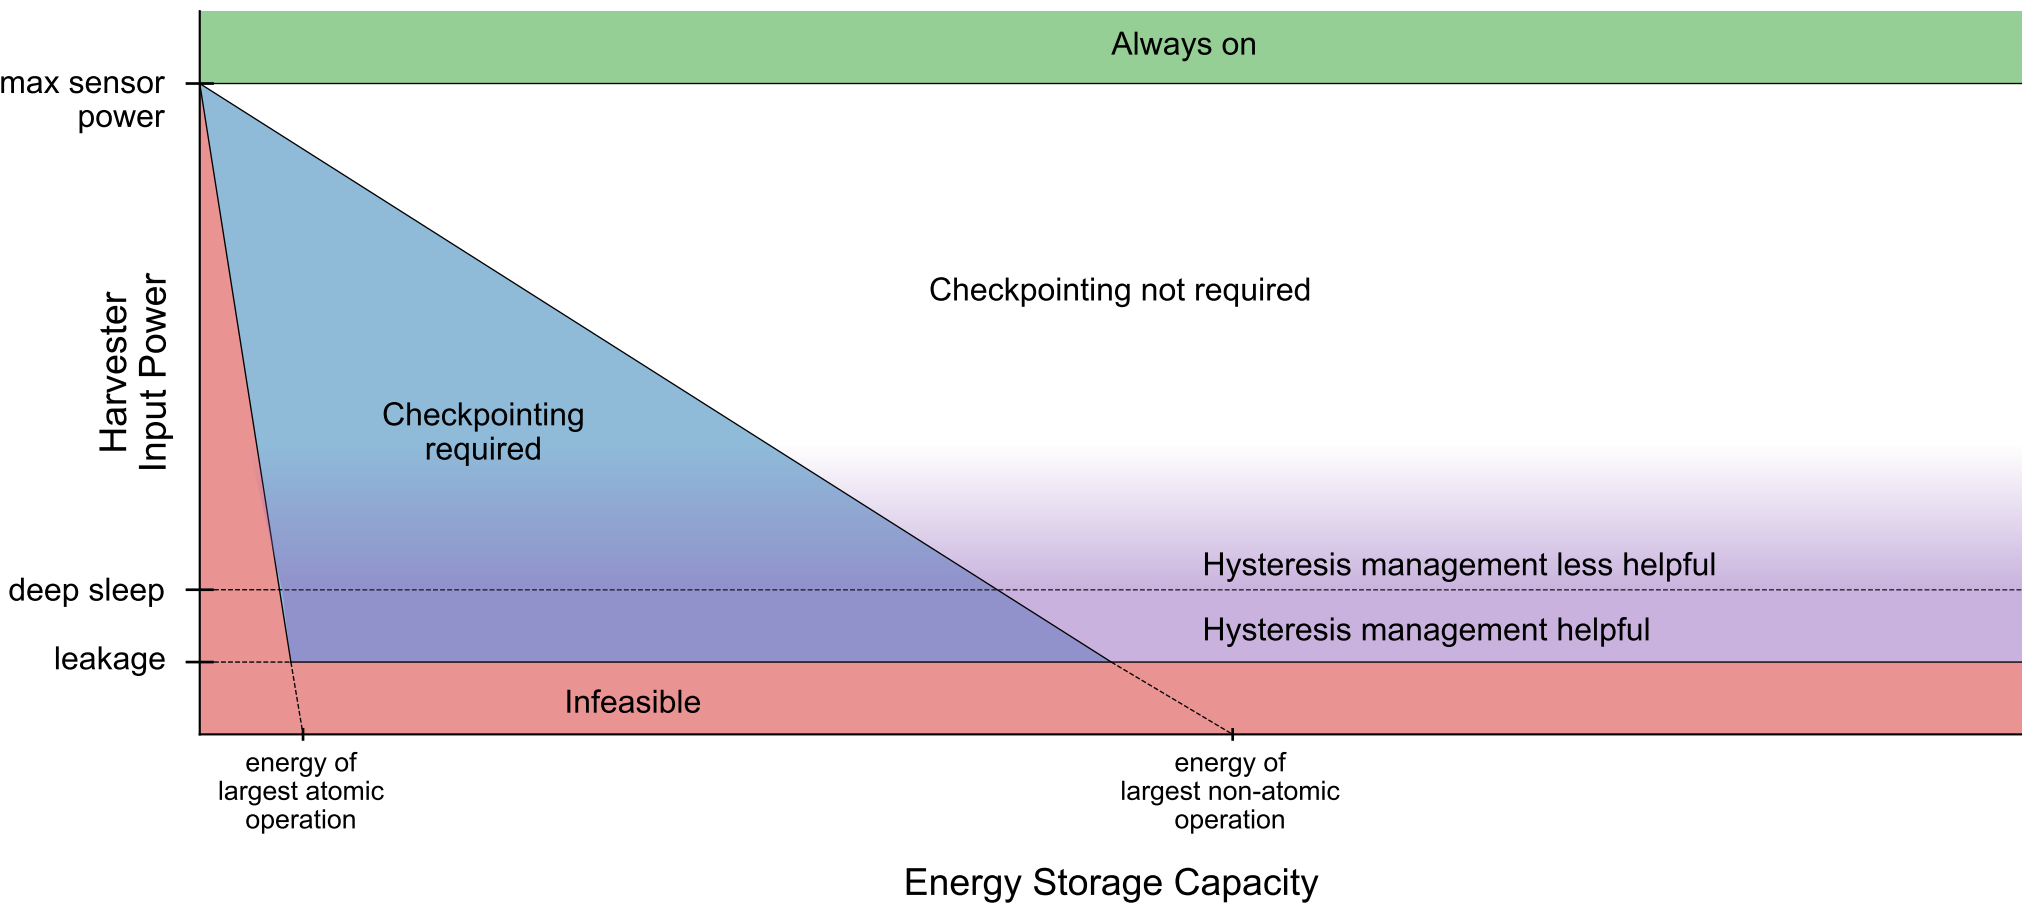 Always on
max sensor
power
Checkpointing not required
Harvester
Input Power
Checkpointing
required
Hysteresis management less helpful
deep sleep
Hysteresis management helpful
leakage
Infeasible
energy of
largest atomic
operation
energy of
largest non-atomic
operation
Energy Storage Capacity